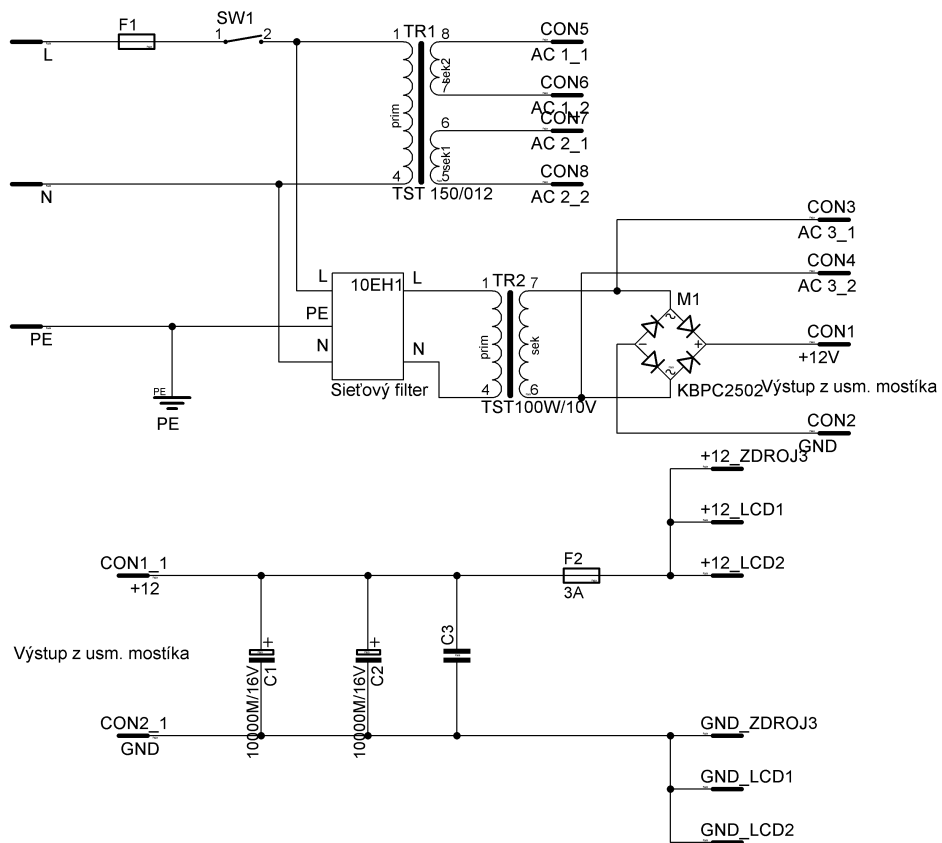 F1
SW1
1 2
L
1 TR1 8
CON5
AC 1_1
sek2
7
CON6
AC 1_2
prim
CON7
6
AC 2_1
sek1
N
4
5
CON8
TST 150/012
AC 2_2
CON3
AC 3_1
CON4
AC 3_2
L
10EH1
L
1 TR2 7
M1
PE
PE
N
N
prim
sek
CON1
+12V
4
6
Sieťový filter
TST100W/10V
KBPC2502
Výstup z usm. mostíka
PE
PE
CON2
GND
+12_ZDROJ3
+12_LCD1
CON1_1
+12
F2
3A
+12_LCD2
Výstup z usm. mostíka
+
C1
10000M/16V
+
C2
10000M/16V
C3
CON2_1
GND
GND_ZDROJ3
GND_LCD1
GND_LCD2